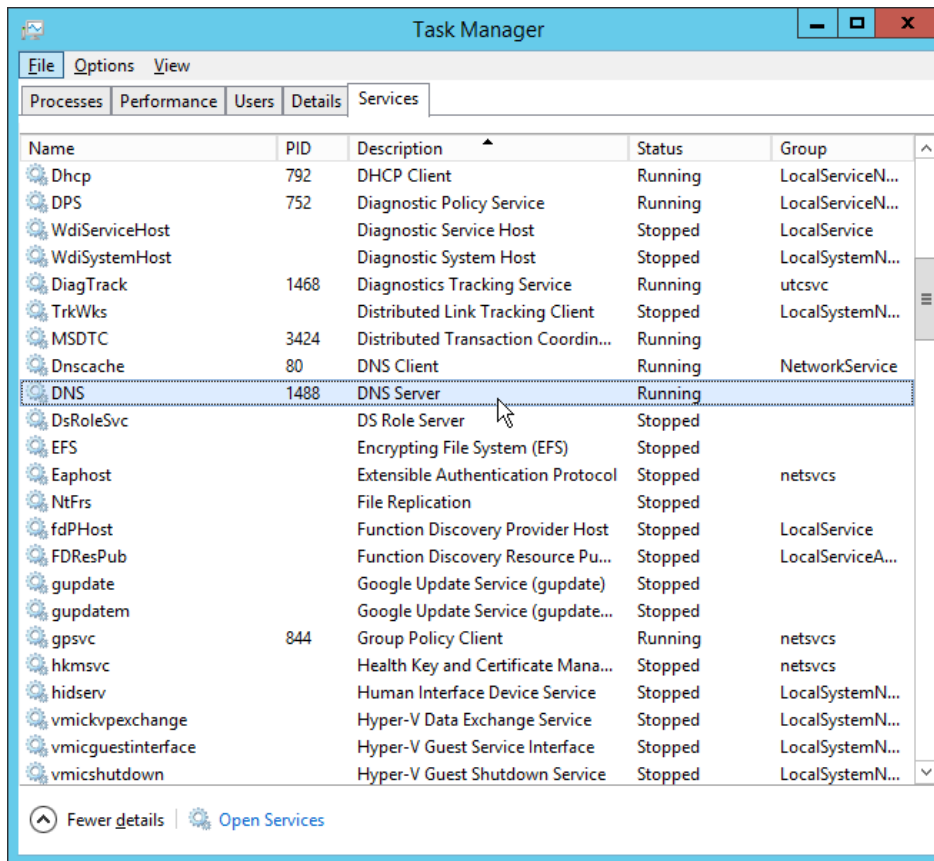 Task Manager
File Options View
Processes Performance Users Details Services
Name PID Description Status Group
Dhcp 792 DHCP Client Running LocalServiceN...
DPS 752 Diagnostic Policy Service Running LocalServiceN...
WdiServiceHost Diagnostic Service Host Stopped LocalService
WdiSystemHost Diagnostic System Host Stopped LocalSystemN...
DiagTrack 1468 Diagnostics Tracking Service Running utcsvc
TrkWks Distributed Link Tracking Client Stopped LocalSystemN...
MSDTC 3424 Distributed Transaction Coordin... Running
Dnscache 80 DNS Client Running NetworkService
DNS 1488 DNS Server Running
DsRoleSvc DS Role Server Stopped
EFS Encrypting File System (EFS) Stopped
Eaphost Extensible Authentication Protocol Stopped netsvcs
NtFrs File Replication Stopped
fdPHost Function Discovery Provider Host Stopped LocalService
FDResPub Function Discovery Resource Pu... Stopped LocalServiceA...
gupdate Google Update Service (gupdate) Stopped
gupdatem Google Update Service (gupdate... Stopped
gpsvc 844 Group Policy Client Running netsvcs
hkmsvc Health Key and Certificate Mana... Stopped netsvcs
hidserv Human Interface Device Service Stopped LocalSystemN...
vmickvpexchange Hyper-V Data Exchange Service Stopped LocalSystemN...
vmicguestinterface Hyper-V Guest Service Interface Stopped LocalSystemN...
vmicshutdown Hyper-V Guest Shutdown Service Stopped LocalSystemN...
Fewer details Open Services